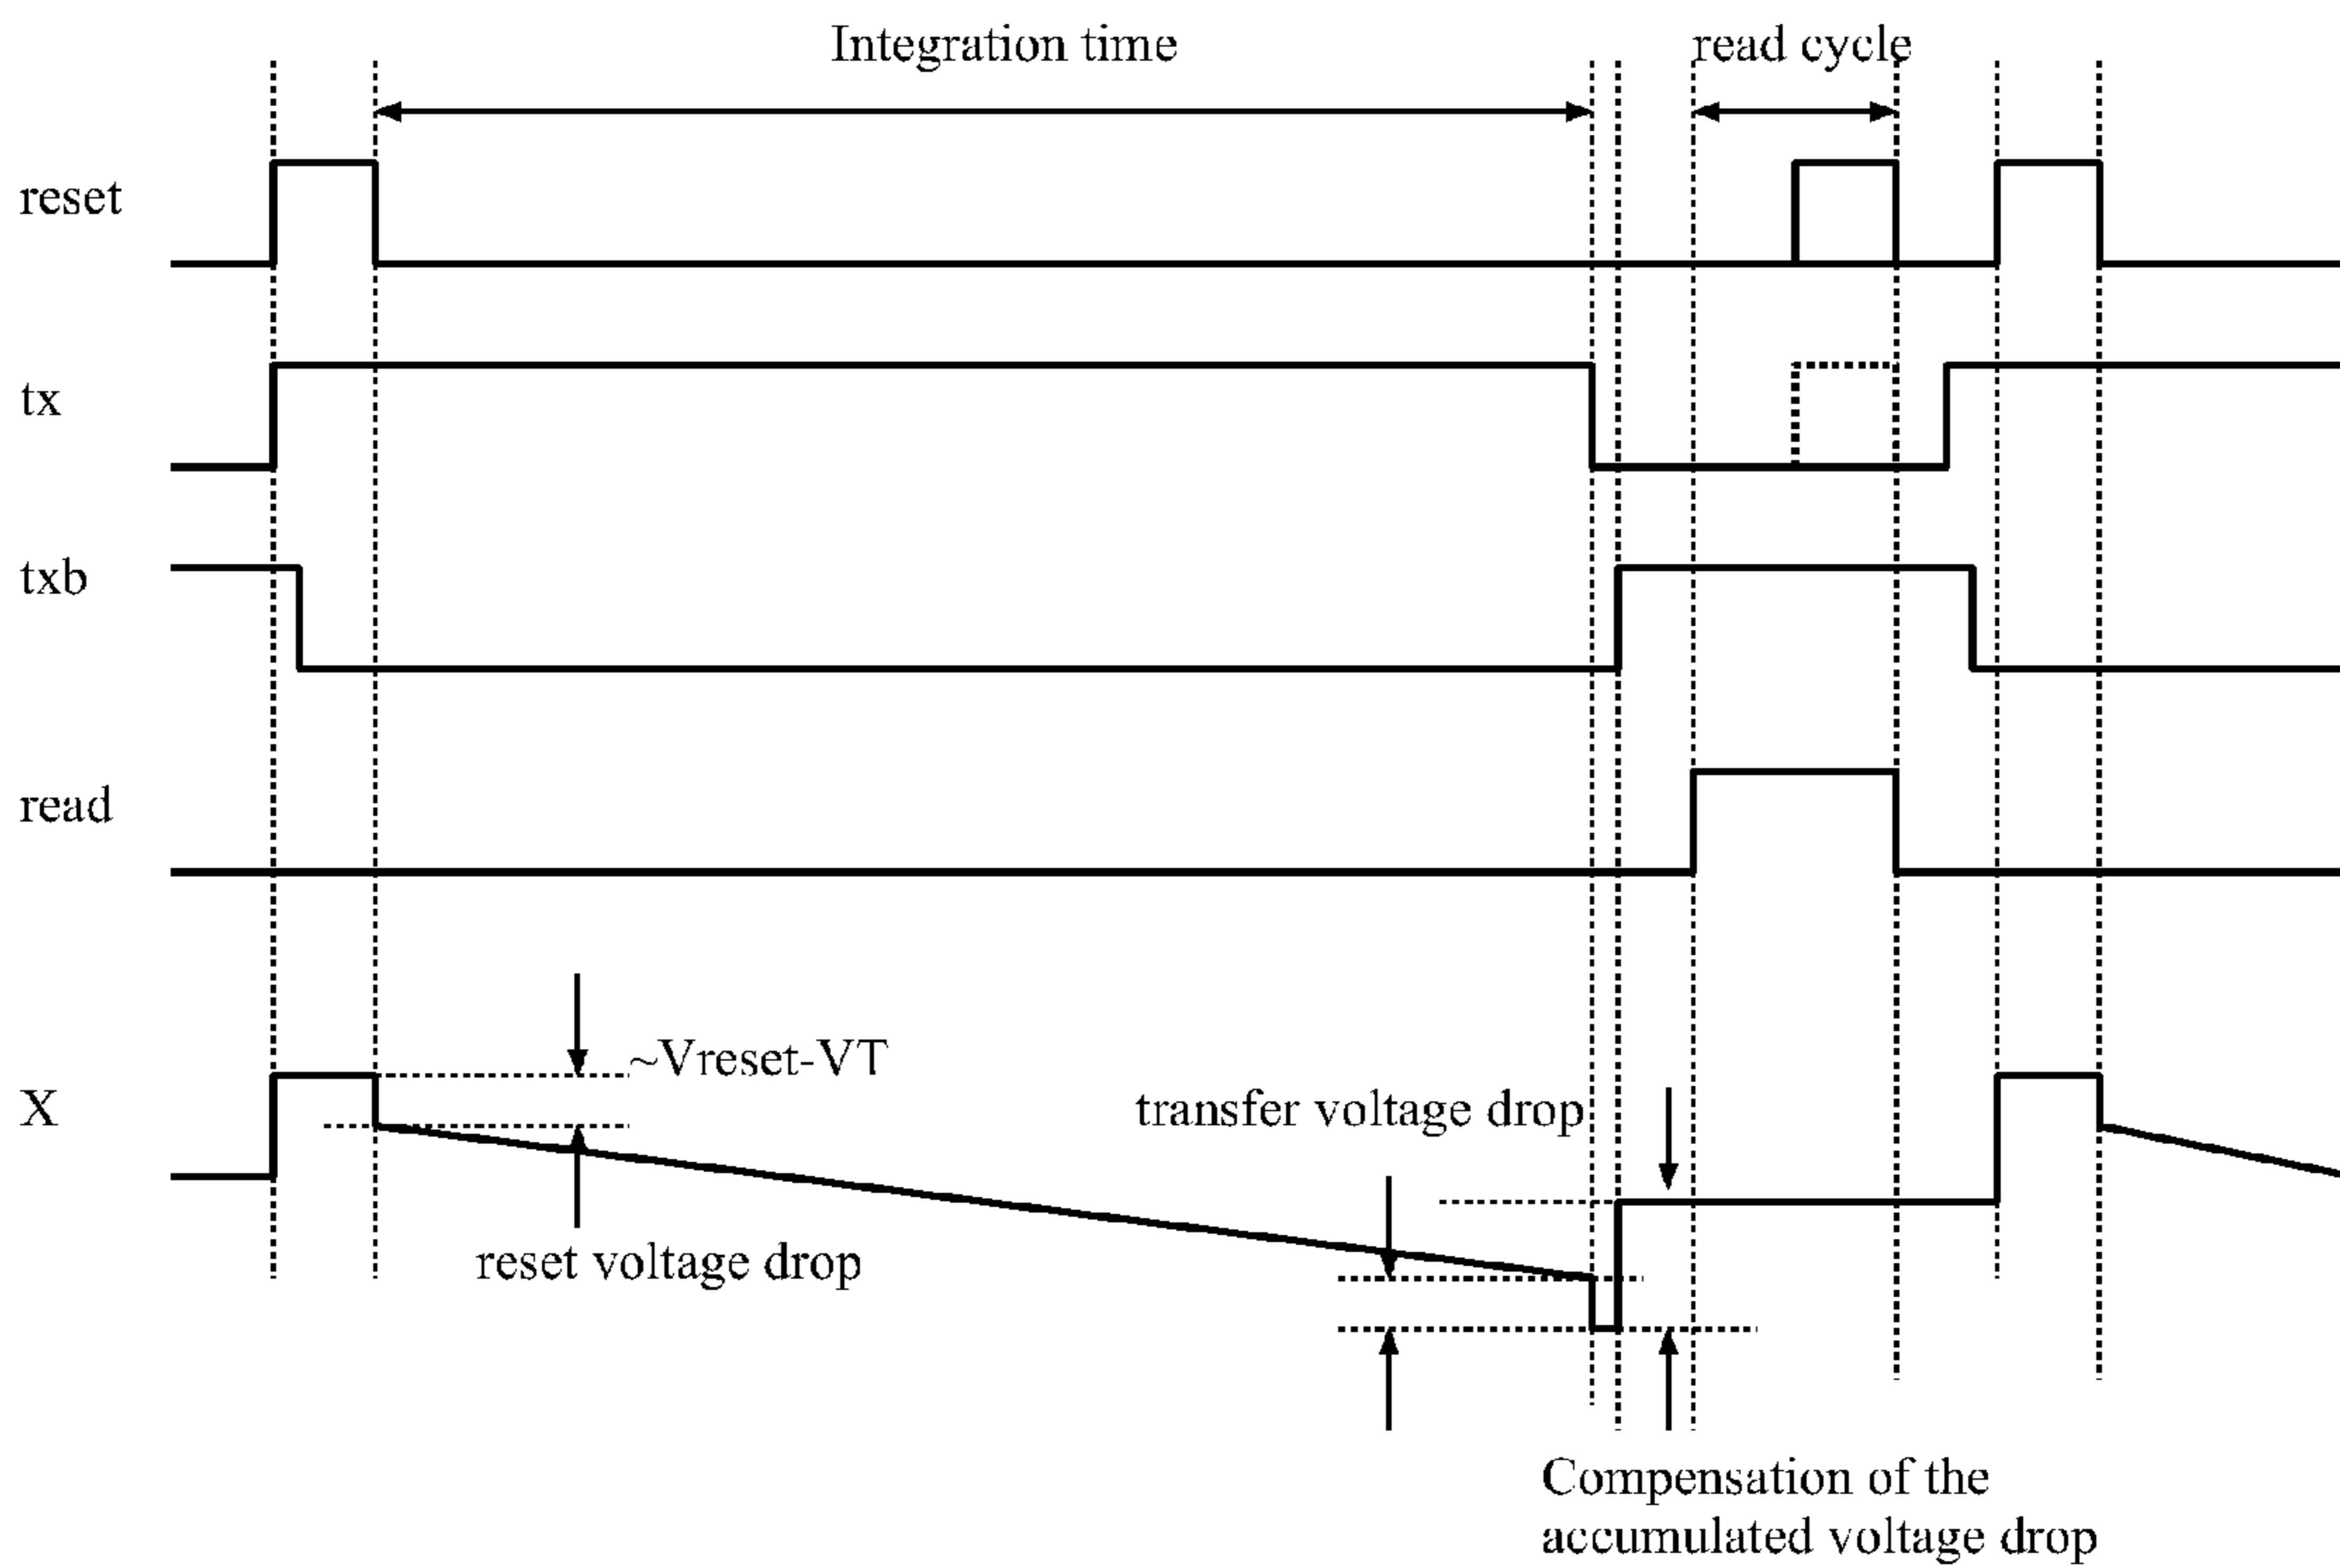 Integration time
read cycle
reset
tx
txb
read
~Vreset-VT
X
transfer voltage drop
reset voltage drop
Compensation of the
accumulated voltage drop